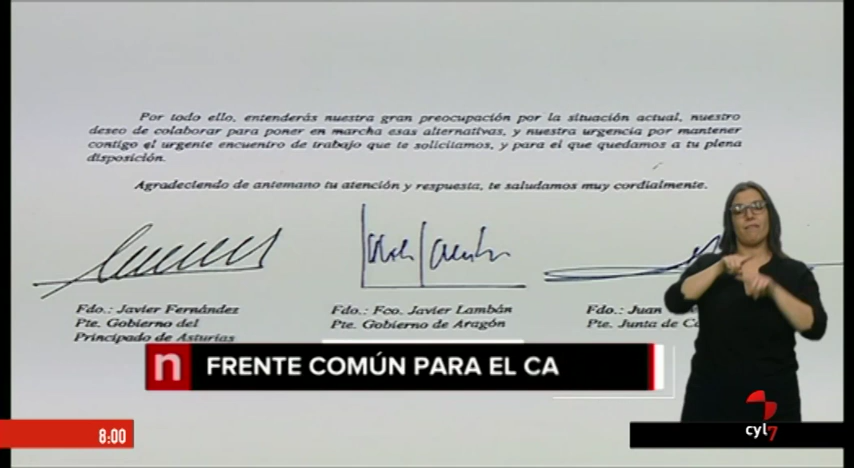 Por todo ello, entenderás nuestra gran preocupación por la situación actual, nuestro
deseo de colaborar para poner en marcha esas alternativas, y nuestra urgencia por mantener
contigo el urgente encuentro de trabajo que te solicitamos, y para el que quedamos a tu plena
disposición.
Agradeciendo de antemano tu atención y respuesta, te saludamos muy cordialmente.
Fdo.: Javier Fernández
Pte. Gobierno del
Principado de Asturias
Fdo.: Fco. Javier Lambán
Pte. Gobierno de Aragón
Fdo.: Juan
Pte. Junta de
n FRENTE COMÚN PARA EL CA
8:00
cyl7